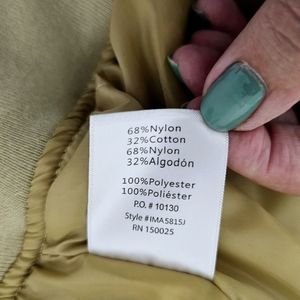 68%Nylon
32%Cotton
68%Nylon
32%Algodón
100%Polyester
100%Poliéster
P.O. # 10130
Style #IMA5815J
RN 150025